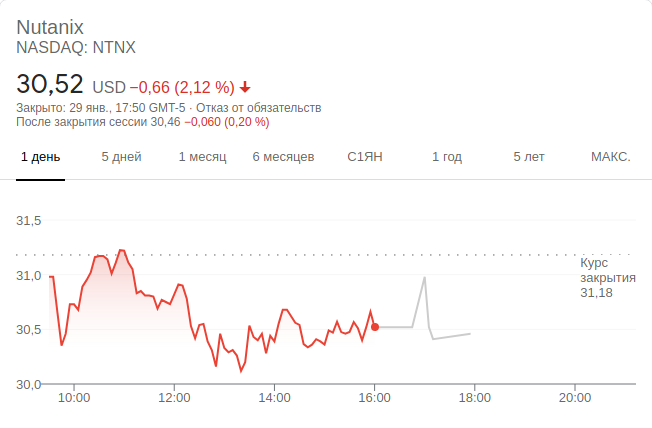 Nutanix
NASDAQ: NTNX
30,52 USD −0,66 (2,12 %)
Закрыто: 29 янв., 17:50 GMT-5 · Отказ от обязательств
После закрытия сессии 30,46 −0,060 (0,20 %)
1 день 5 дней 1 месяц 6 месяцев С1ЯН 1 год 5 лет МАКС.
31,5
Курс
закрытия
31,18
31,0
30,5
30,0
10:00 12:00 14:00 16:00 18:00 20:00